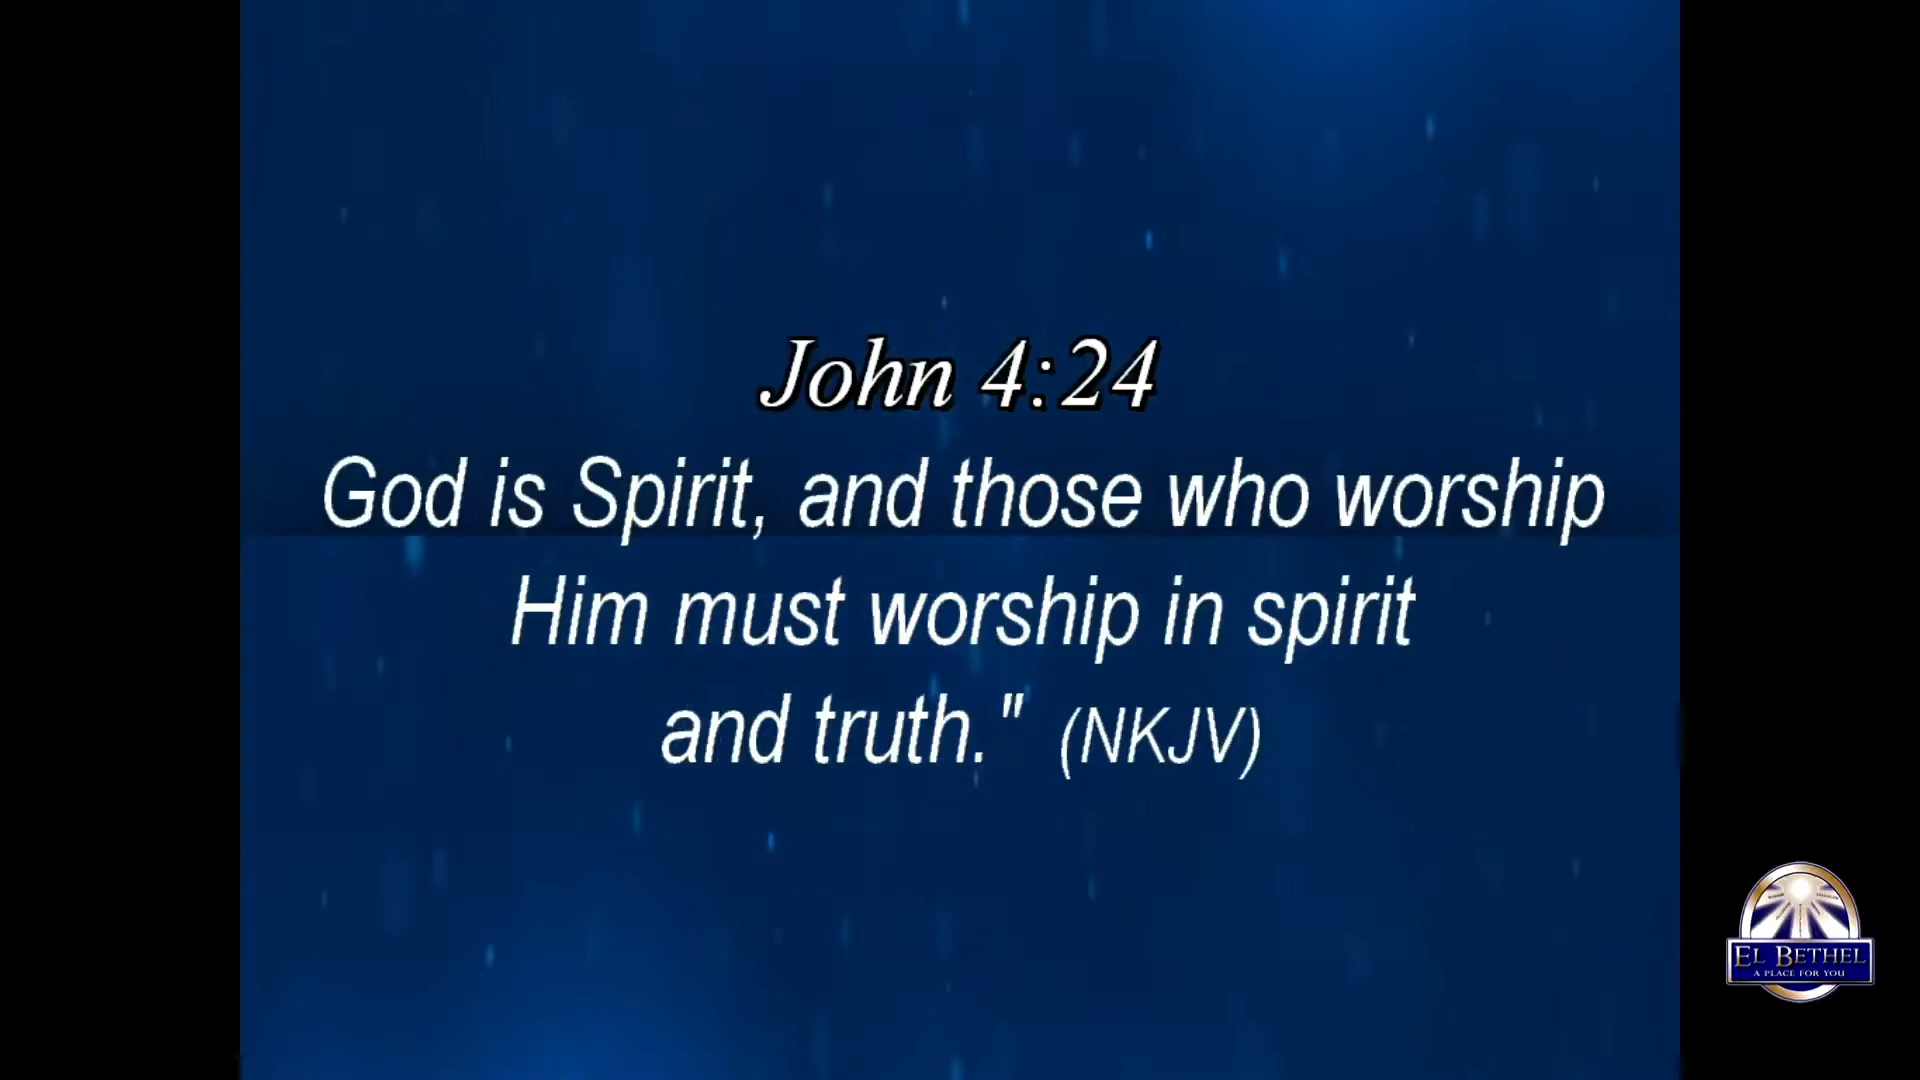 John 4:24
God is Spirit, and those who worship
Him must worship in spirit
and truth." (NKJV)
EL BETHEL
A PLACE FOR YOU